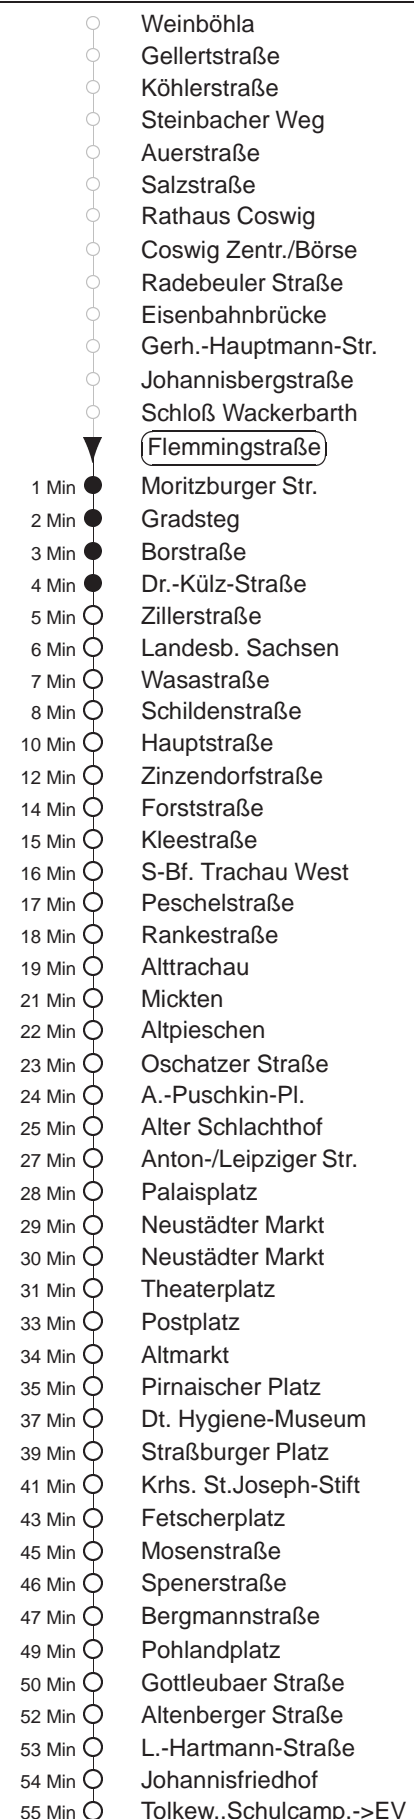 Weinböhla
Gellertstraße
Köhlerstraße
Steinbacher Weg
Auerstraße
Salzstraße
Rathaus Coswig
Coswig Zentr./Börse
Radebeuler Straße
Eisenbahnbrücke
Gerh.-Hauptmann-Str.
Johannisbergstraße
Schloß Wackerbarth
Flemmingstraße
1 Min Moritzburger Str.
2 Min Gradsteg
3 Min Borstraße
4 Min Dr.-Külz-Straße
5 Min Zillerstraße
6 Min Landesb. Sachsen
7 Min Wasastraße
8 Min Schildenstraße
10 Min Hauptstraße
12 Min Zinzendorfstraße
14 Min Forststraße
15 Min Kleestraße
16 Min S-Bf. Trachau West
17 Min Peschelstraße
18 Min Rankestraße
19 Min Alttrachau
21 Min Mickten
22 Min Altpieschen
23 Min Oschatzer Straße
24 Min A.-Puschkin-Pl.
25 Min Alter Schlachthof
27 Min Anton-/Leipziger Str.
28 Min Palaisplatz
29 Min Neustädter Markt
30 Min Neustädter Markt
31 Min Theaterplatz
33 Min Postplatz
34 Min Altmarkt
35 Min Pirnaischer Platz
37 Min Dt. Hygiene-Museum
39 Min Straßburger Platz
41 Min Krhs. St.Joseph-Stift
43 Min Fetscherplatz
45 Min Mosenstraße
46 Min Spenerstraße
47 Min Bergmannstraße
49 Min Pohlandplatz
50 Min Gottleubaer Straße
52 Min Altenberger Straße
53 Min L.-Hartmann-Straße
54 Min Johannisfriedhof
55 Min Tolkew.,Schulcamp.->EV